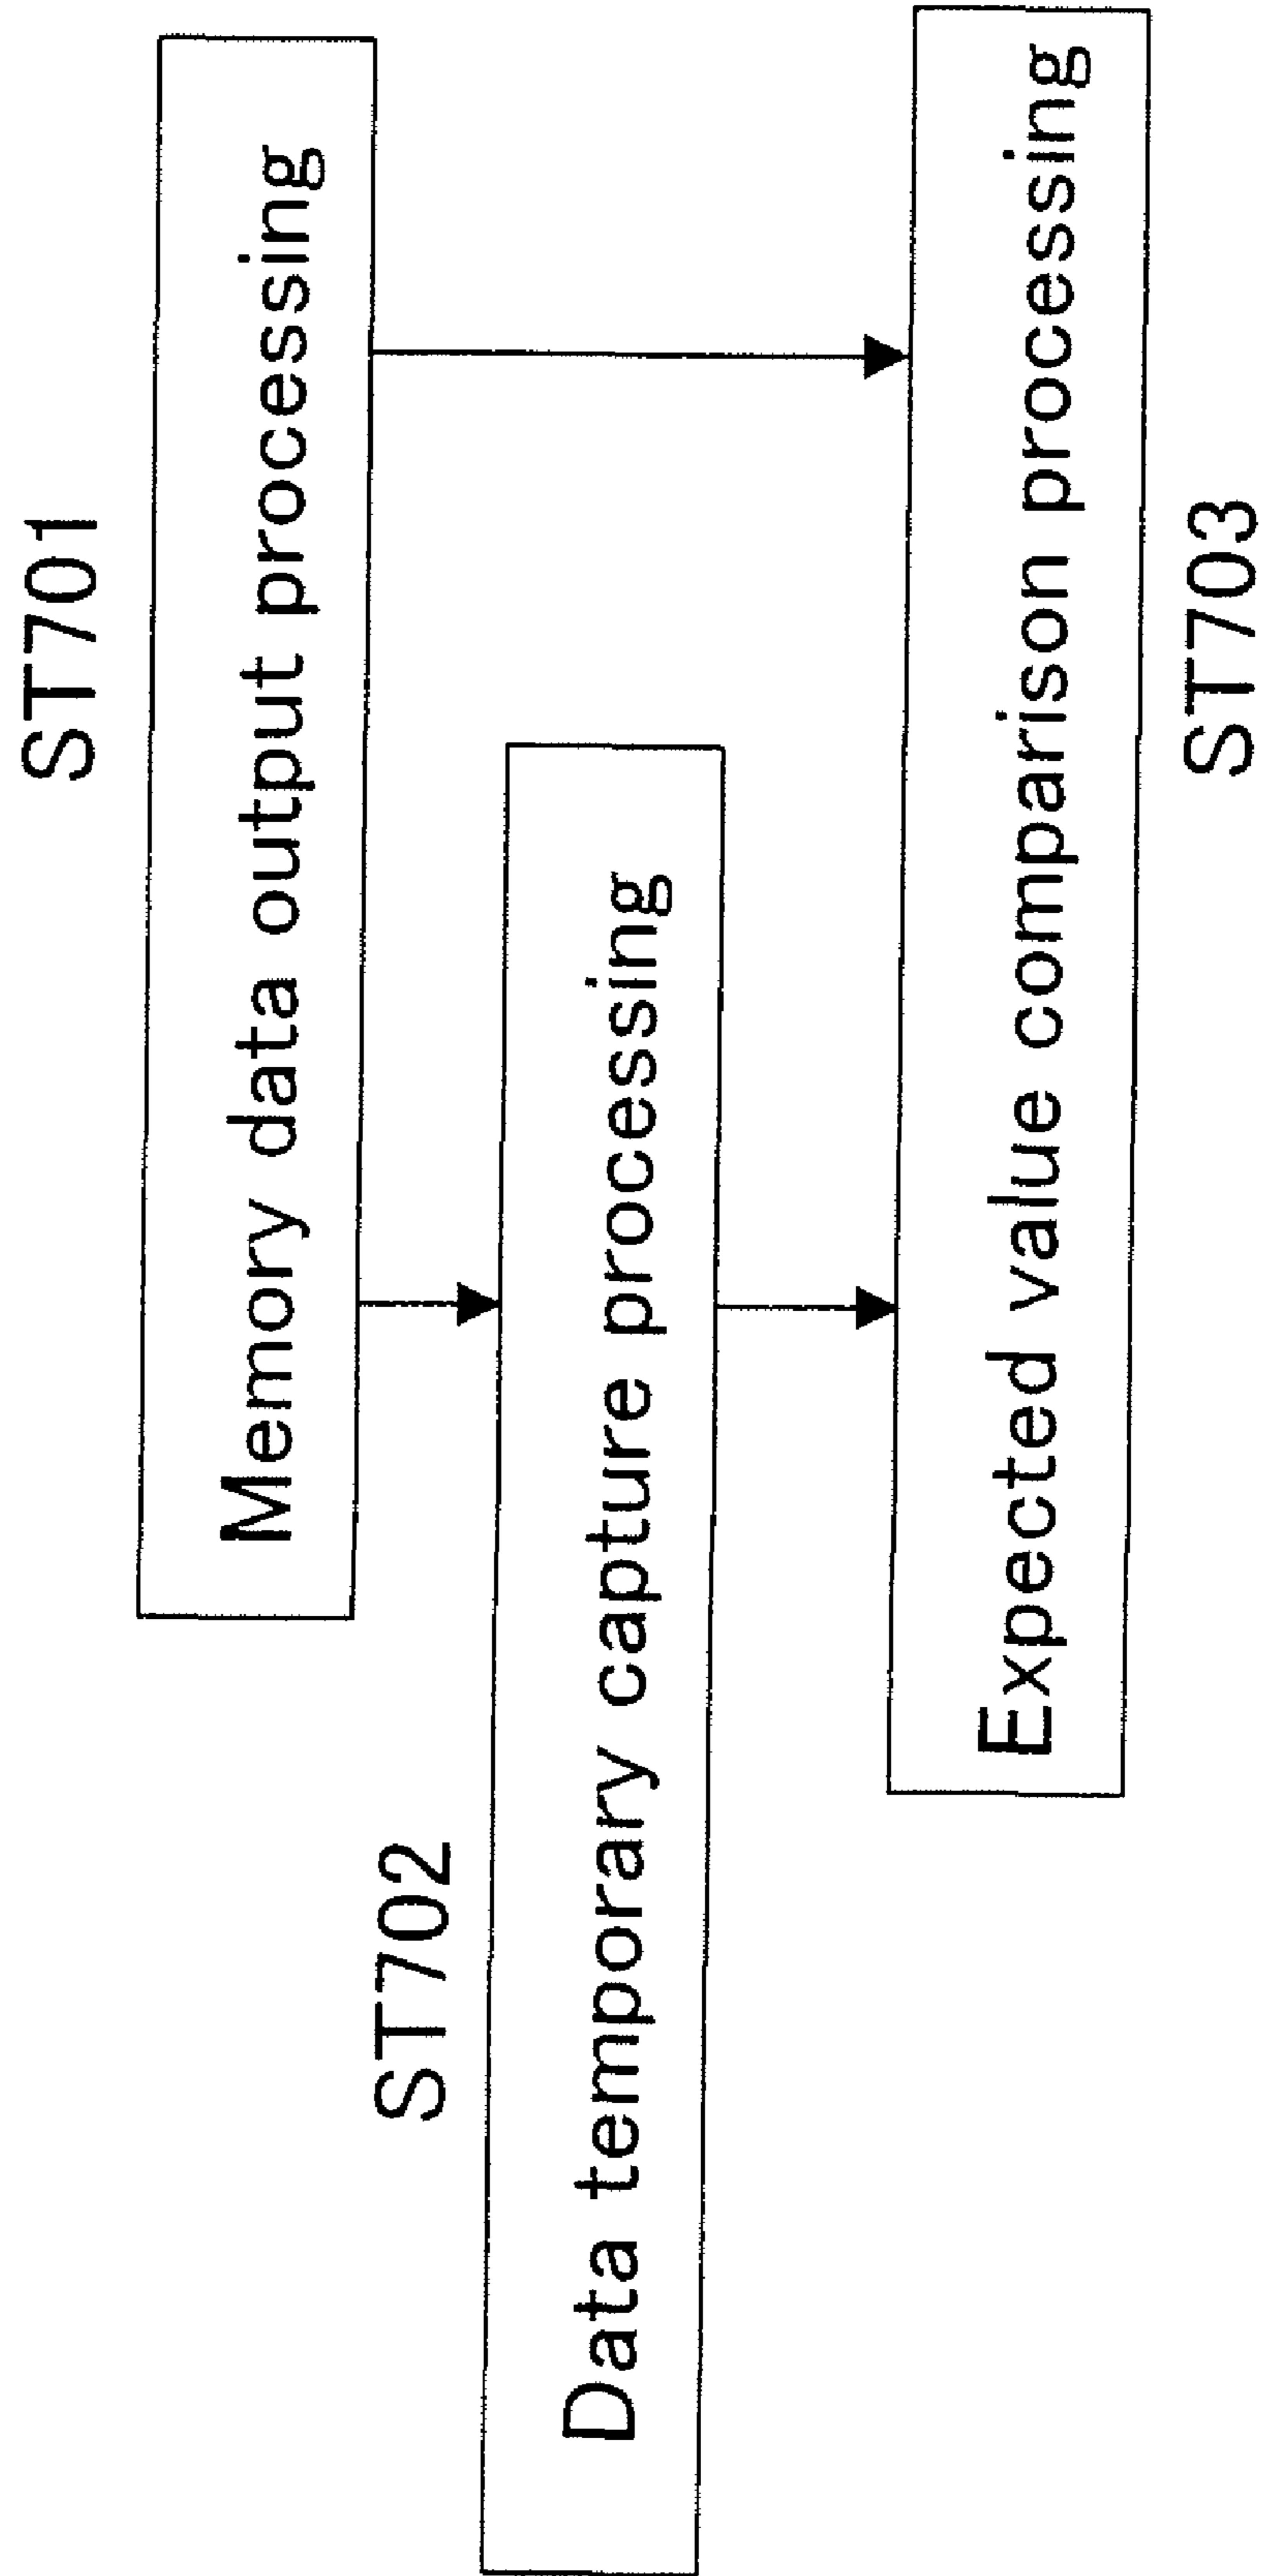 ST701
Memory data output processing
ST702
Data temporary capture processing
Expected value comparison processing
ST703